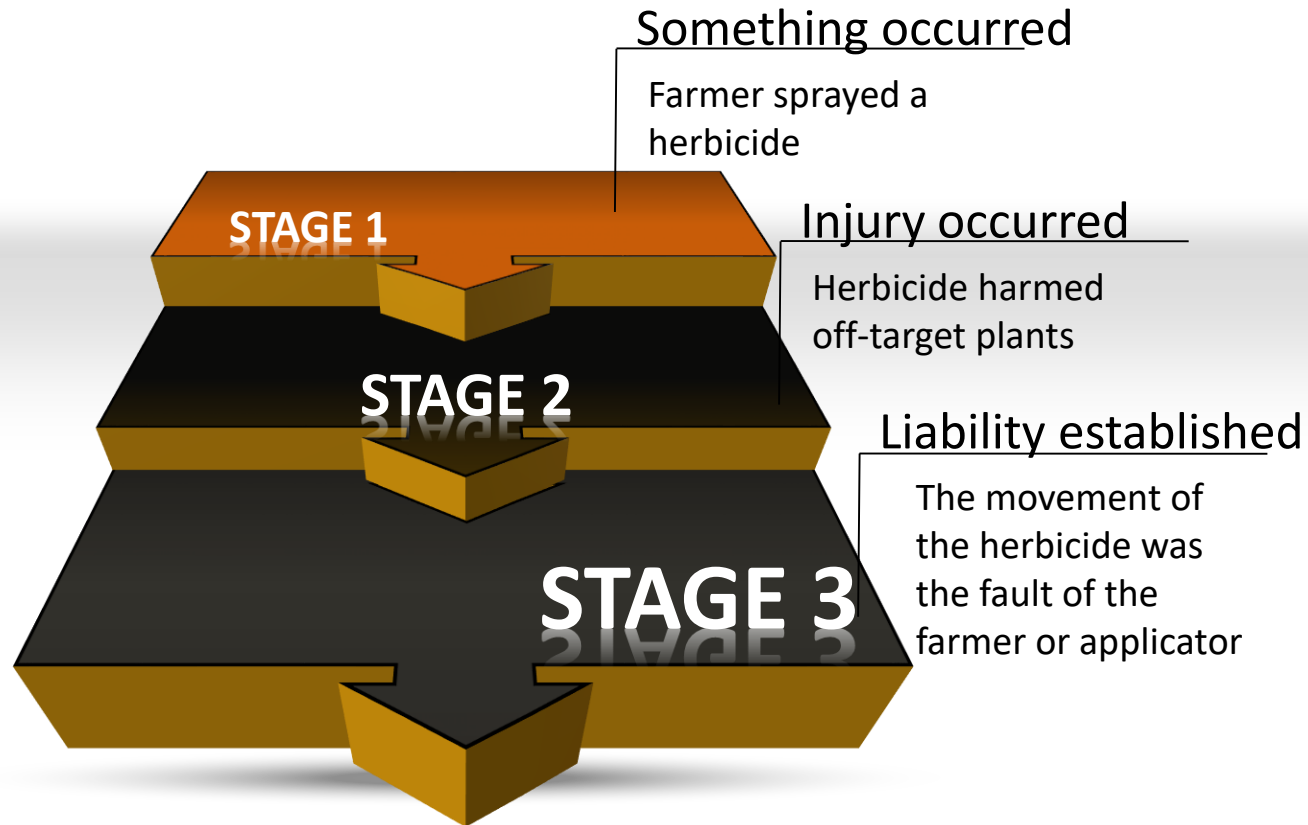 Something occurred
Farmer sprayed a
herbicide
STAGE 1
Injury occurred
Herbicide harmed
off-target plants
STAGE 2
Liability established
The movement of
the herbicide was
the fault of the
farmer or applicator
STAGE 3